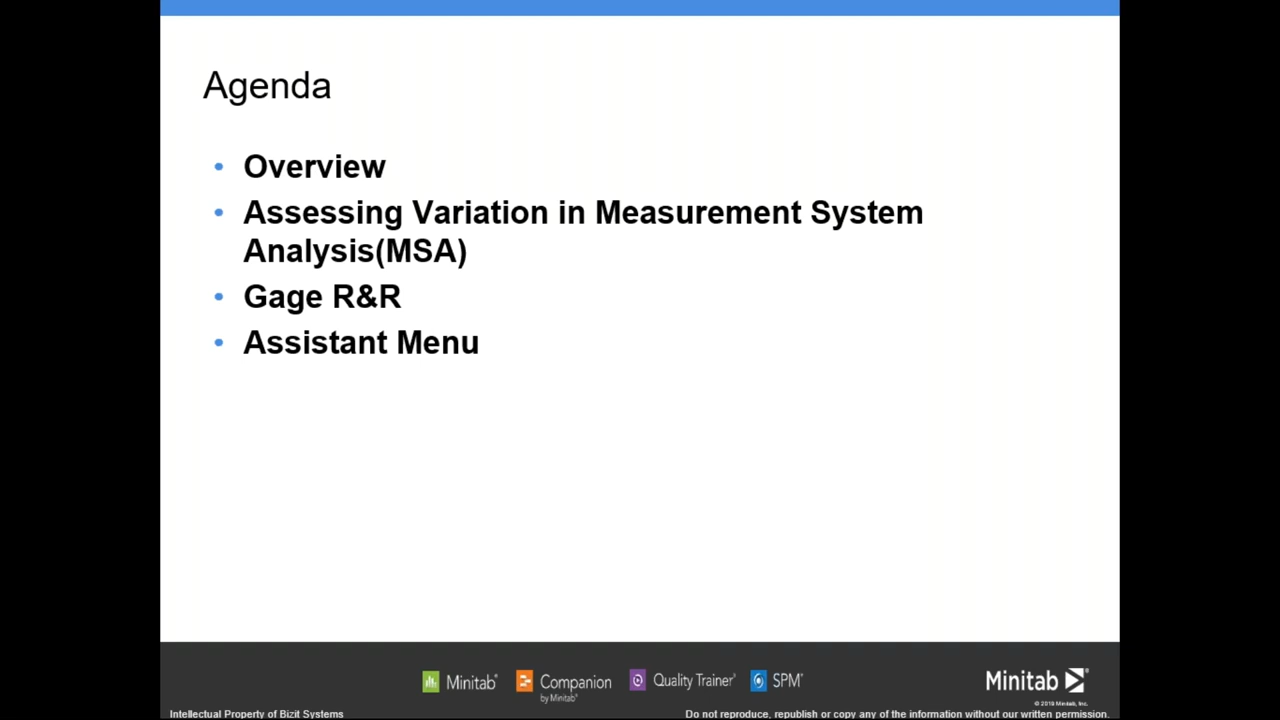 Agenda
• Overview
• Assessing Variation in Measurement System
Analysis(MSA)
• Gage R&R
• Assistant Menu
Minitab® Companion by Minitab® Quality Trainer® SPM® Minitab®
© 2019 Minitab, Inc.
Intellectual Property of Bizit Systems Do not reproduce, republish or copy any of the information without our written permission.